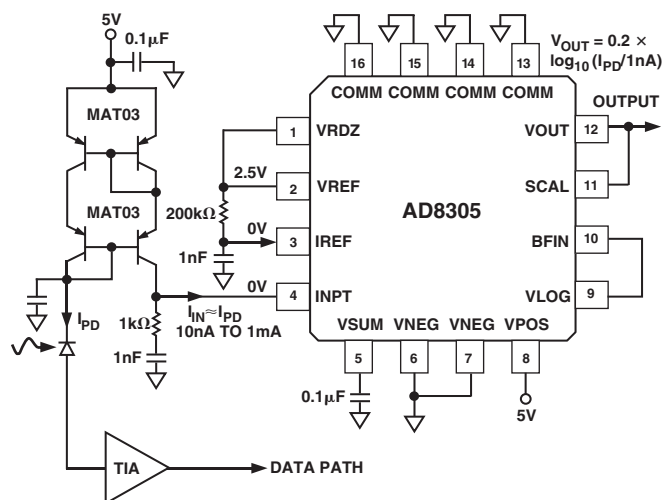 5V
0.1µF
MAT03
MAT03
I_PD
1kΩ
1nF
TIA
DATA PATH
2.5V
200kΩ
0V
1nF
0V
I_IN≈I_PD
10nA TO 1mA
16 15 14 13
COMM COMM COMM COMM
V_OUT = 0.2 ×
log_10 (I_PD/1nA)
OUTPUT
1 VRDZ
2 VREF
3 IREF
4 INPT
AD8305
VOUT 12
SCAL 11
BFIN 10
VLOG 9
VSUM VNEG VNEG VPOS
5 6 7 8
0.1µF
5V